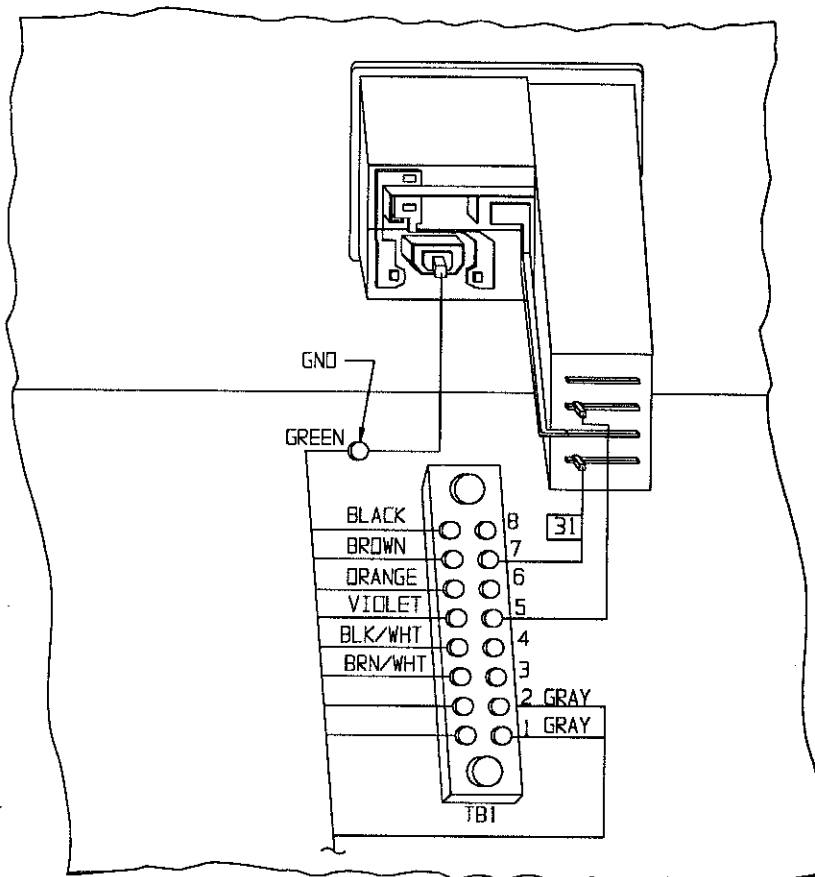 GND
GREEN
BLACK
8
31
BROWN
7
ORANGE
6
VIOLET
5
BLK/WHT
4
BRN/WHT
3
2 GRAY
1 GRAY
TB1